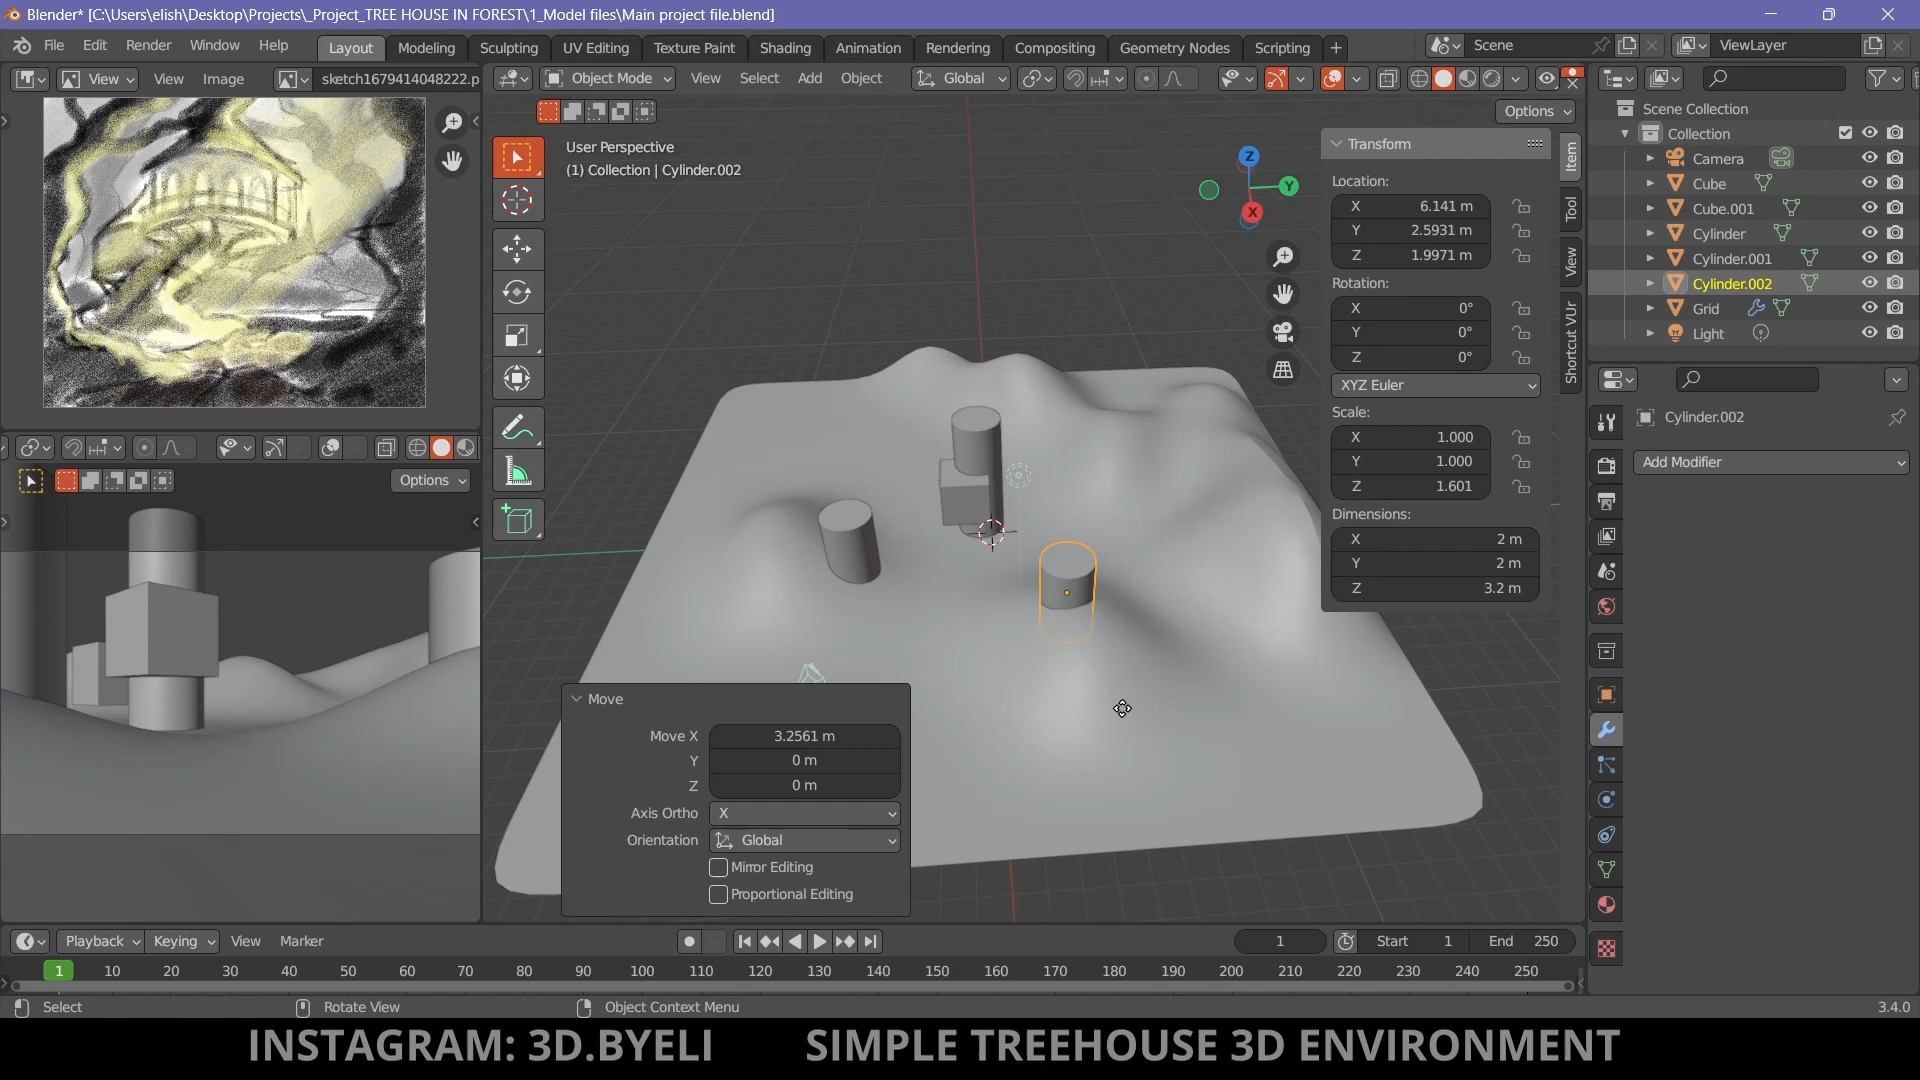 Blender* [C:\Users\elish\Desktop\Projects\_Project_TREE HOUSE IN FOREST\1_Model files\Main project file.blend]
File Edit Render Window Help Layout Modeling Sculpting UV Editing Texture Paint Shading Animation Rendering Compositing Geometry Nodes Scripting + Scene ViewLayer
View View Image sketch1679414048222.p Object Mode View Select Add Object Global
Options
User Perspective
(1) Collection | Cylinder.002
Z
Y
X
Transform
Location:
X 6.141 m
Y 2.5931 m
Z 1.9971 m
Rotation:
X 0°
Y 0°
Z 0°
XYZ Euler
Scale:
X 1.000
Y 1.000
Z 1.601
Dimensions:
X 2 m
Y 2 m
Z 3.2 m
Item
Tool
View
Shortcut VUr
Scene Collection
Collection
Camera
Cube
Cube.001
Cylinder
Cylinder.001
Cylinder.002
Grid
Light
Cylinder.002
Add Modifier
Options
Move
Move X 3.2561 m
Y 0 m
Z 0 m
Axis Ortho X
Orientation Global
Mirror Editing
Proportional Editing
Playback Keying View Marker 1 Start 1 End 250
1 10 20 30 40 50 60 70 80 90 100 110 120 130 140 150 160 170 180 190 200 210 220 230 240 250
Select Rotate View Object Context Menu 3.4.0
INSTAGRAM: 3D.BYELI SIMPLE TREEHOUSE 3D ENVIRONMENT